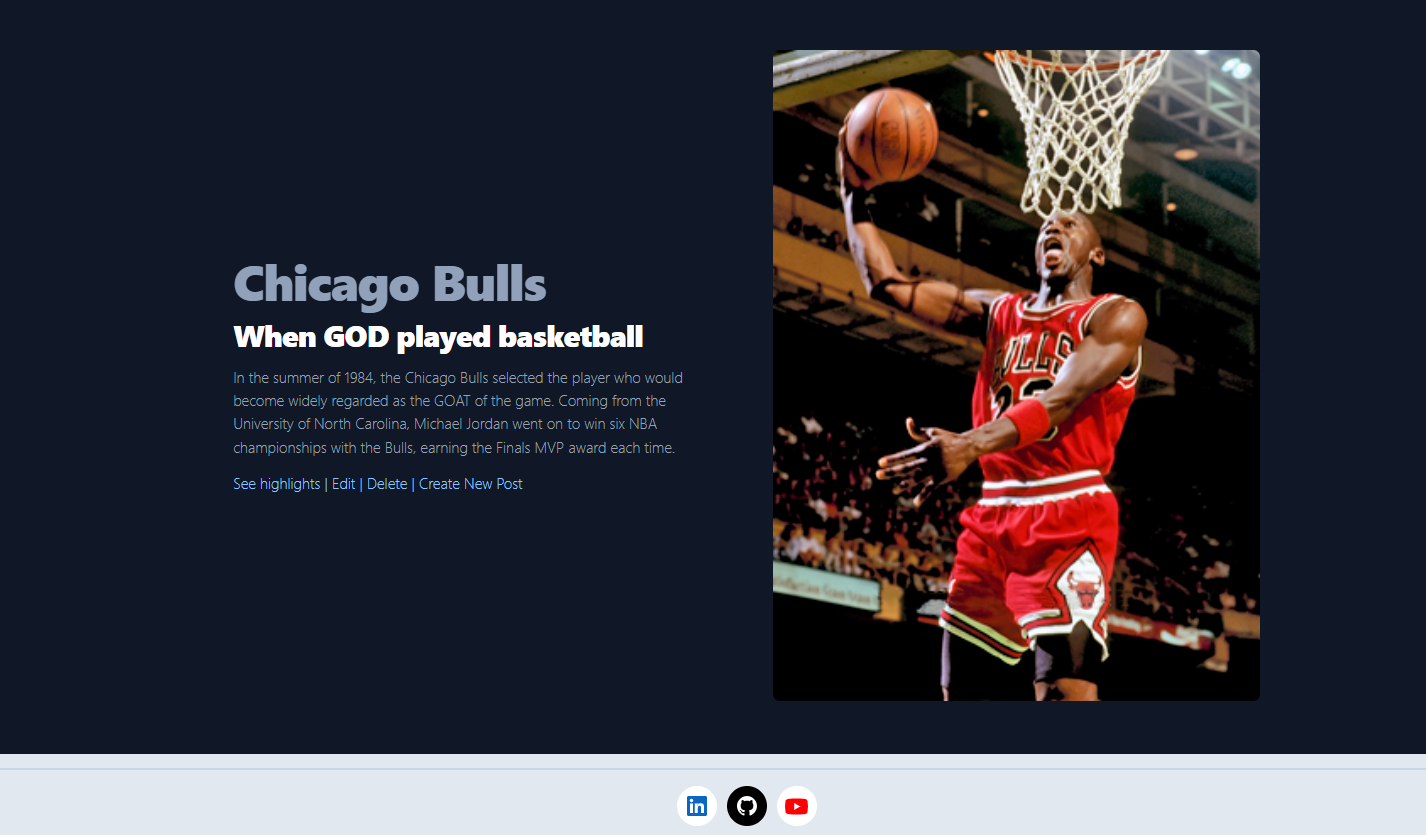 Chicago Bulls
When GOD played basketball
In the summer of 1984, the Chicago Bulls selected the player who would
become widely regarded as the GOAT of the game. Coming from the
University of North Carolina, Michael Jordan went on to win six NBA
championships with the Bulls, earning the Finals MVP award each time.
See highlights | Edit | Delete | Create New Post
BULLS
23
in